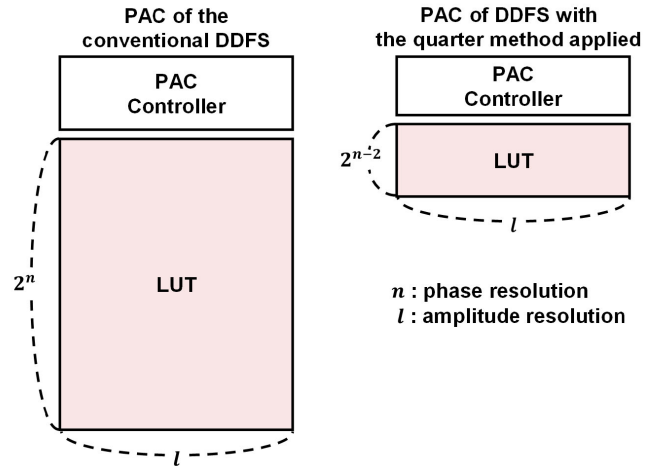 PAC of the
conventional DDFS
PAC
Controller
2^n
LUT
l
PAC of DDFS with
the quarter method applied
PAC
Controller
2^{n-2}
LUT
l
n : phase resolution
l : amplitude resolution